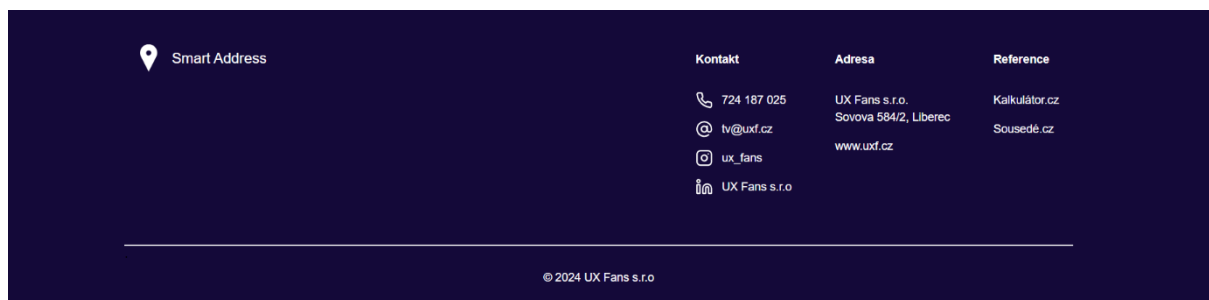 Smart Address
Kontakt
724 187 025
tv@uxf.cz
ux_fans
UX Fans s.r.o
Adresa
UX Fans s.r.o.
Sovova 584/2, Liberec
www.uxf.cz
Reference
Kalkulátor.cz
Sousedé.cz
© 2024 UX Fans s.r.o